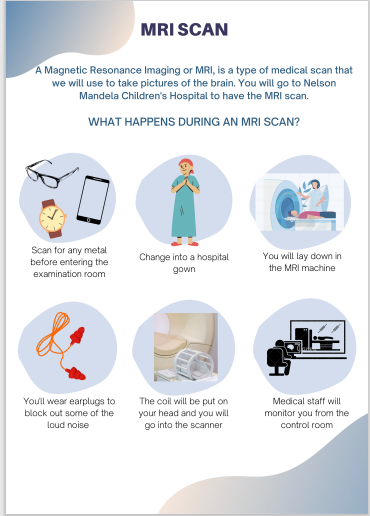 MRI SCAN
A Magnetic Resonance Imaging or MRI, is a type of medical scan that
we will use to take pictures of the brain. You will go to Nelson
Mandela Children's Hospital to have the MRI scan.
WHAT HAPPENS DURING AN MRI SCAN?
Scan for any metal
before entering the
examination room
Change into a hospital
gown
You will lay down in
the MRI machine
You'll wear earplugs to
block out some of the
loud noise
The coil will be put on
your head and you will
go into the scanner
Medical staff will
monitor you from the
control room